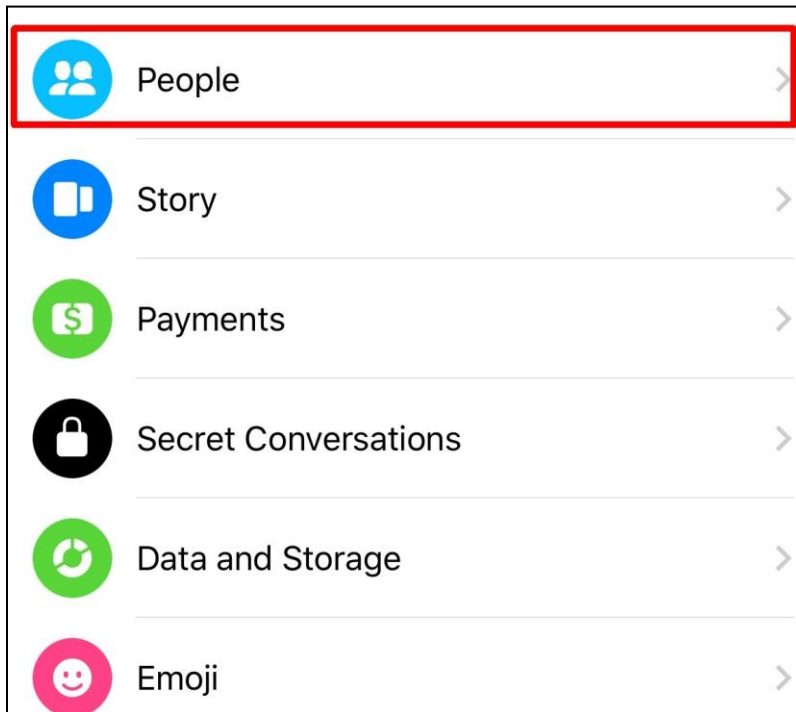 People
Story
Payments
Secret Conversations
Data and Storage
Emoji